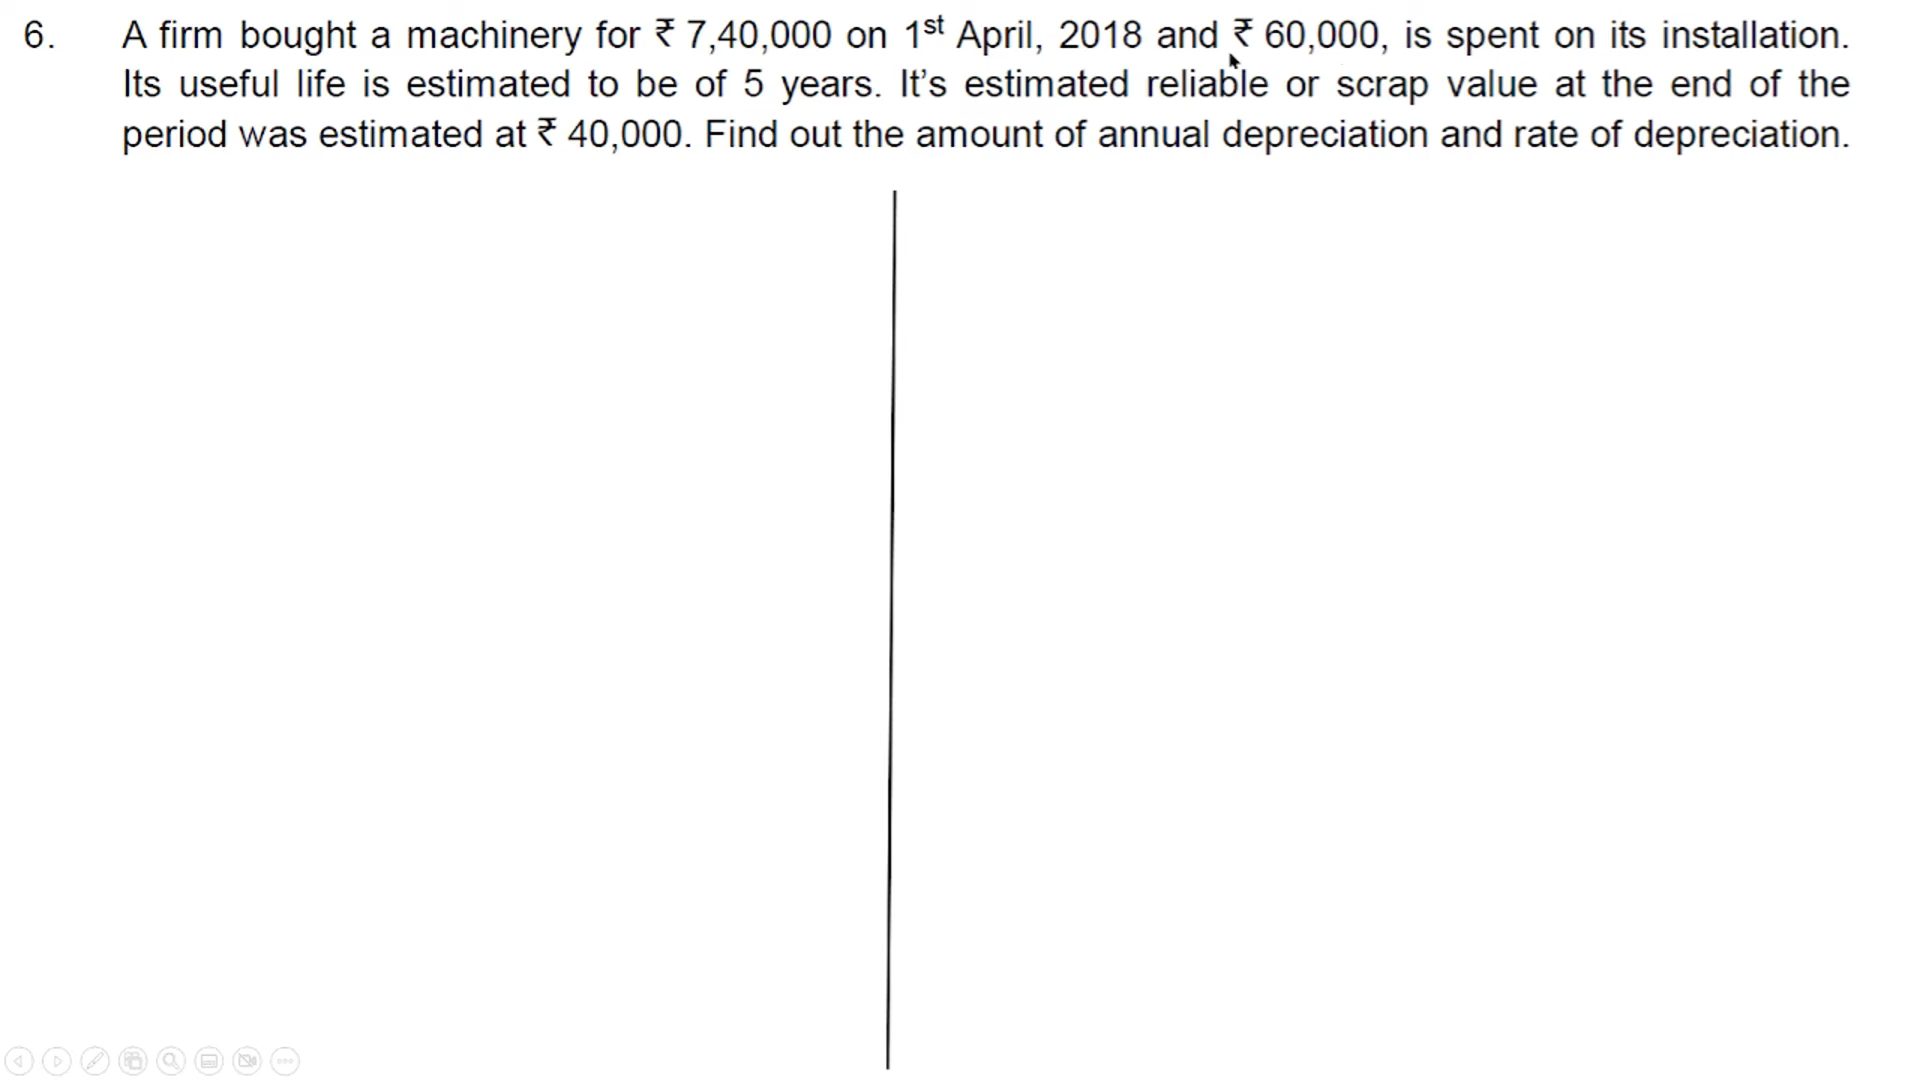 6. A firm bought a machinery for ₹ 7,40,000 on 1st April, 2018 and ₹ 60,000, is spent on its installation.
Its useful life is estimated to be of 5 years. It’s estimated reliable or scrap value at the end of the
period was estimated at ₹ 40,000. Find out the amount of annual depreciation and rate of depreciation.